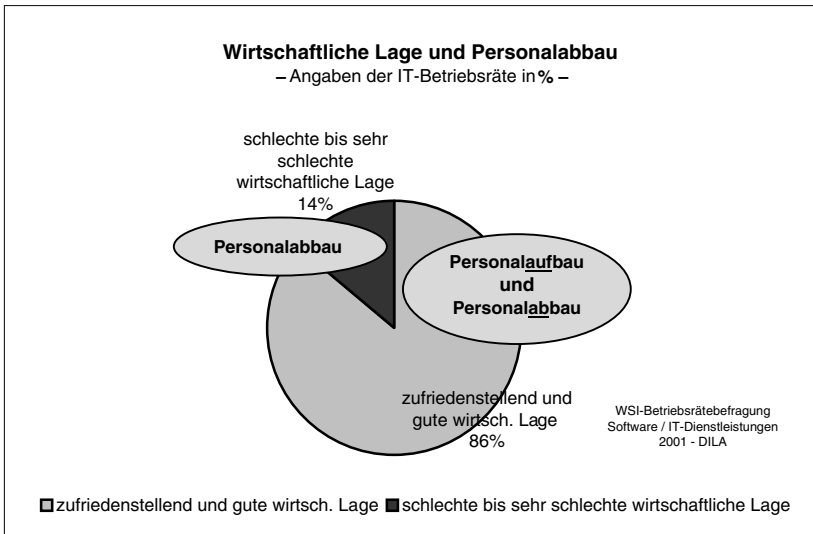 Wirtschaftliche Lage und Personalabbau
– Angaben der IT-Betriebsräte in % –
schlechte bis sehr
schlechte
wirtschaftliche Lage
14%
Personalabbau
Personalaufbau
und
Personalabbau
zufriedenstellend und
gute wirtsch. Lage
86%
WSI-Betriebsrätebefragung
Software / IT-Dienstleistungen
2001 - DILA
zufriedenstellend und gute wirtsch. Lage schlechte bis sehr schlechte wirtschaftliche Lage